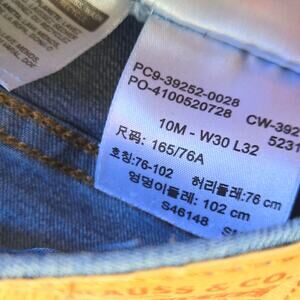 PC9-39252-0028
PO-4100520728 CW-392
5231
10M - W30 L32
尺码: 165/76A
호칭:76-102 허리둘레:76 cm
엉덩이둘레: 102 cm
S46148
& CO.